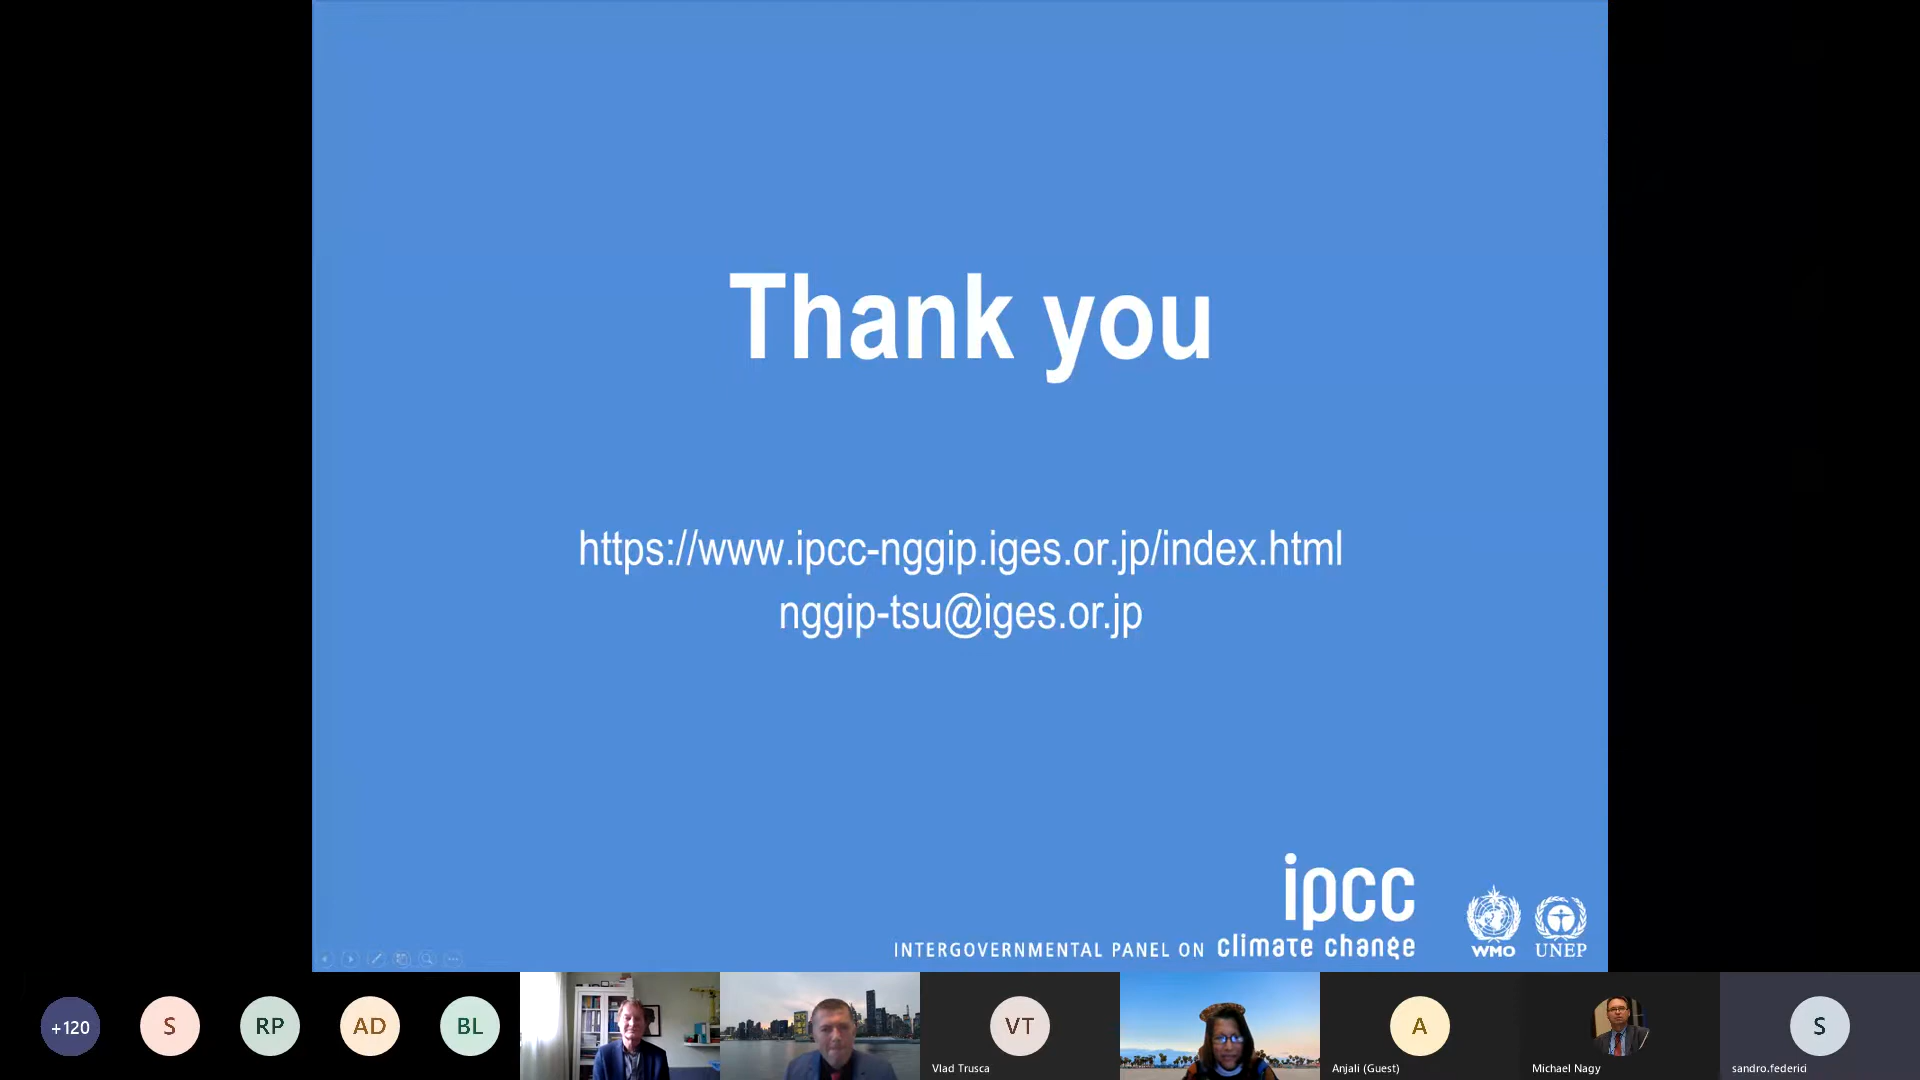 Thank you
https://www.ipcc-nggip.iges.or.jp/index.html
nggip-tsu@iges.or.jp
ipcc
INTERGOVERNMENTAL PANEL ON climate change
WMO
UNEP
+120
S
RP
AD
BL
VT
Vlad Trusca
A
Anjali (Guest)
Michael Nagy
S
sandro.federici